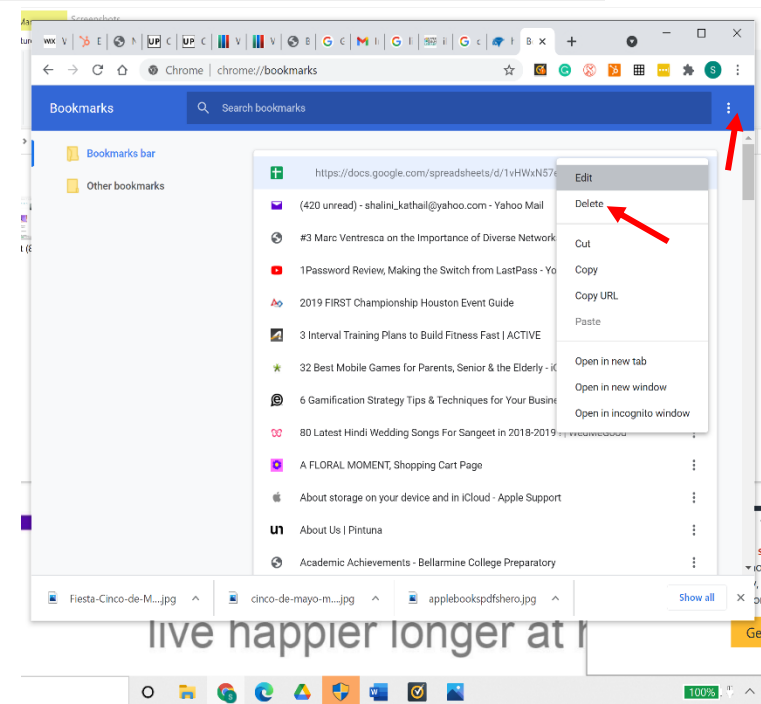 Screenshots
Bookmarks
Search bookmarks
Chrome | chrome://bookmarks
Bookmarks bar
Other bookmarks
https://docs.google.com/spreadsheets/d/1vHWxN57
(420 unread) - shalini_kathail@yahoo.com - Yahoo Mail
#3 Marc Ventresca on the Importance of Diverse Network
1Password Review, Making the Switch from LastPass - Yo
2019 FIRST Championship Houston Event Guide
3 Interval Training Plans to Build Fitness Fast | ACTIVE
32 Best Mobile Games for Parents, Senior & the Elderly - iC
6 Gamification Strategy Tips & Techniques for Your Busine
80 Latest Hindi Wedding Songs For Sangeet in 2018-2019
A FLORAL MOMENT, Shopping Cart Page
About storage on your device and in iCloud - Apple Support
About Us | Pintuna
Academic Achievements - Bellarmine College Preparatory
Edit
Delete
Cut
Copy
Copy URL
Paste
Open in new tab
Open in new window
Open in incognito window
Fiesta-Cinco-de-M....jpg
cinco-de-mayo-m....jpg
applebookspdfshero.jpg
Show all
live happier longer at
Ge
100%